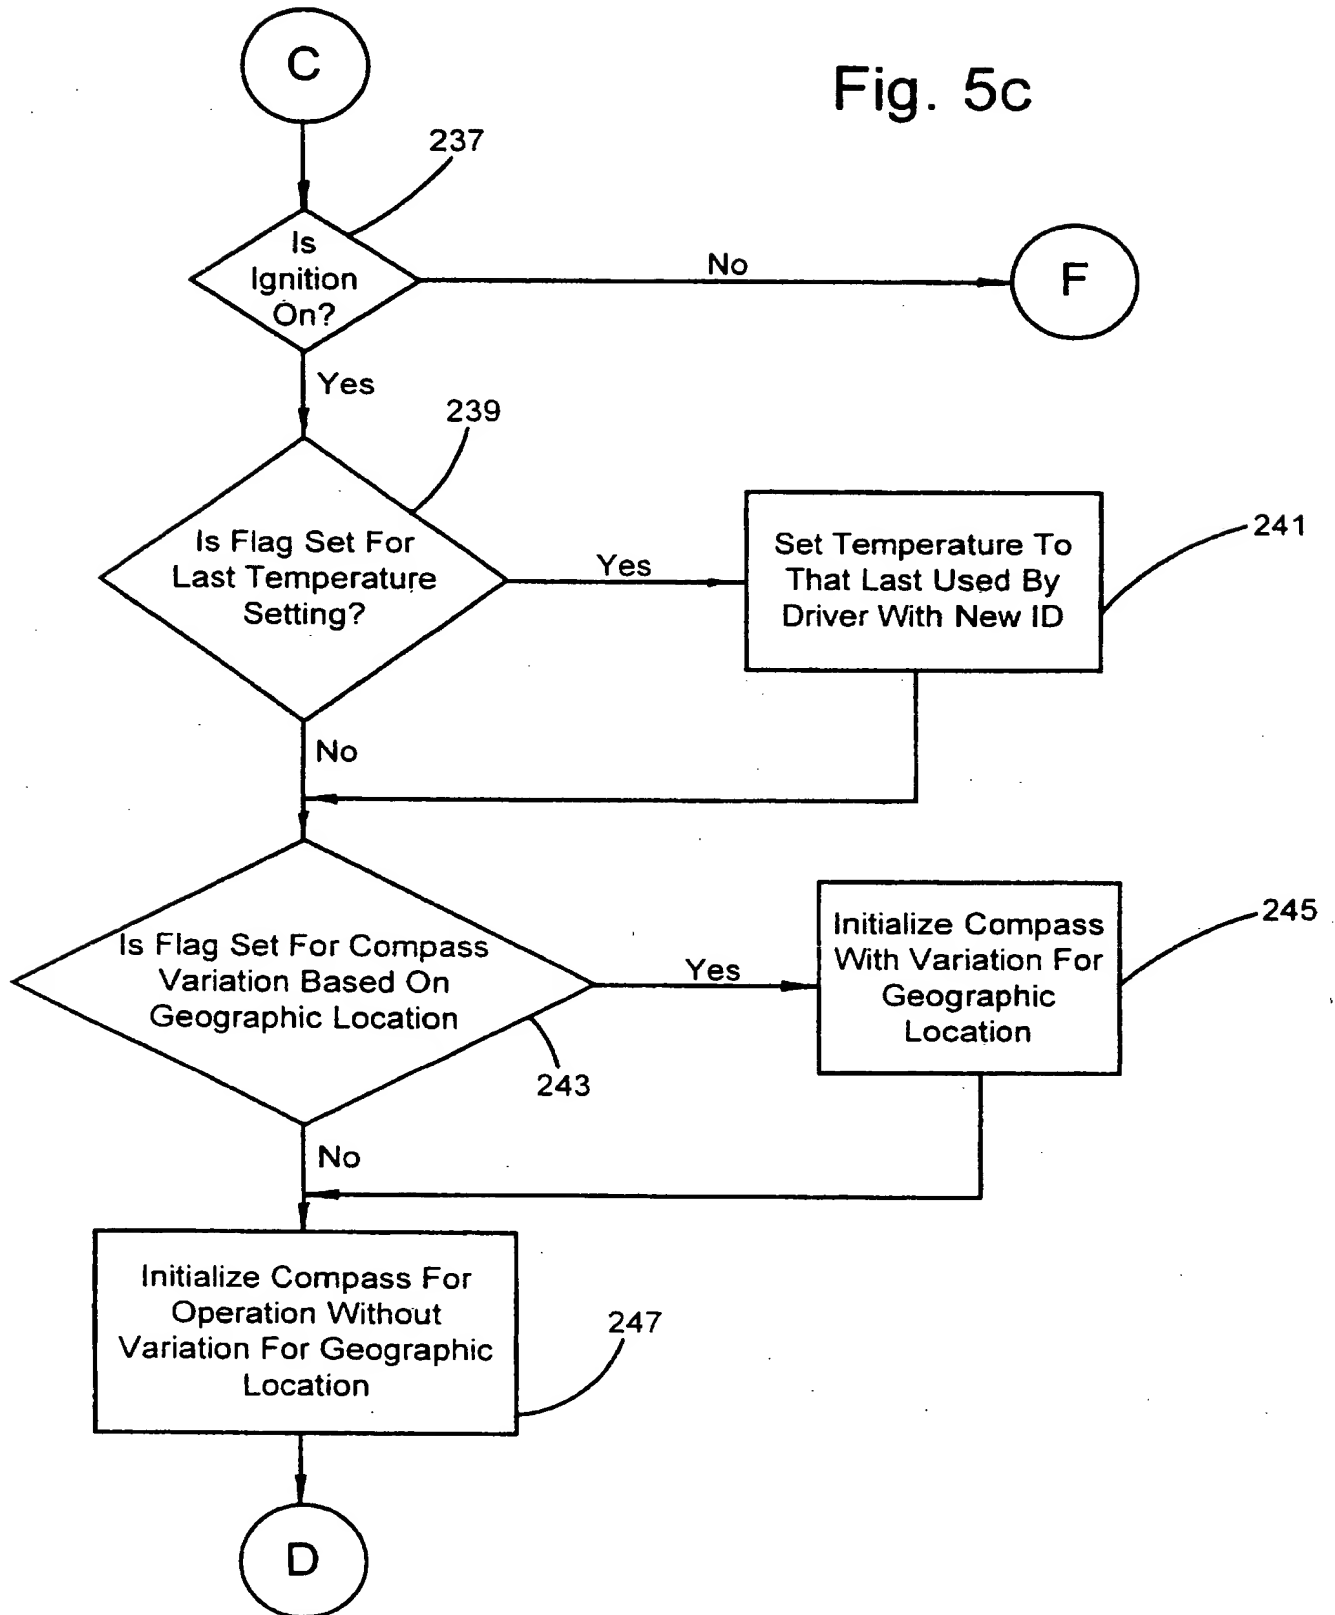 C
Fig. 5c
237
Is
Ignition
On?
No
F
Yes
239
Is Flag Set For
Last Temperature
Setting?
Yes
Set Temperature To
That Last Used By
Driver With New ID
241
No
Is Flag Set For Compass
Variation Based On
Geographic Location
243
Yes
Initialize Compass
With Variation For
Geographic
Location
245
No
Initialize Compass For
Operation Without
Variation For Geographic
Location
247
D